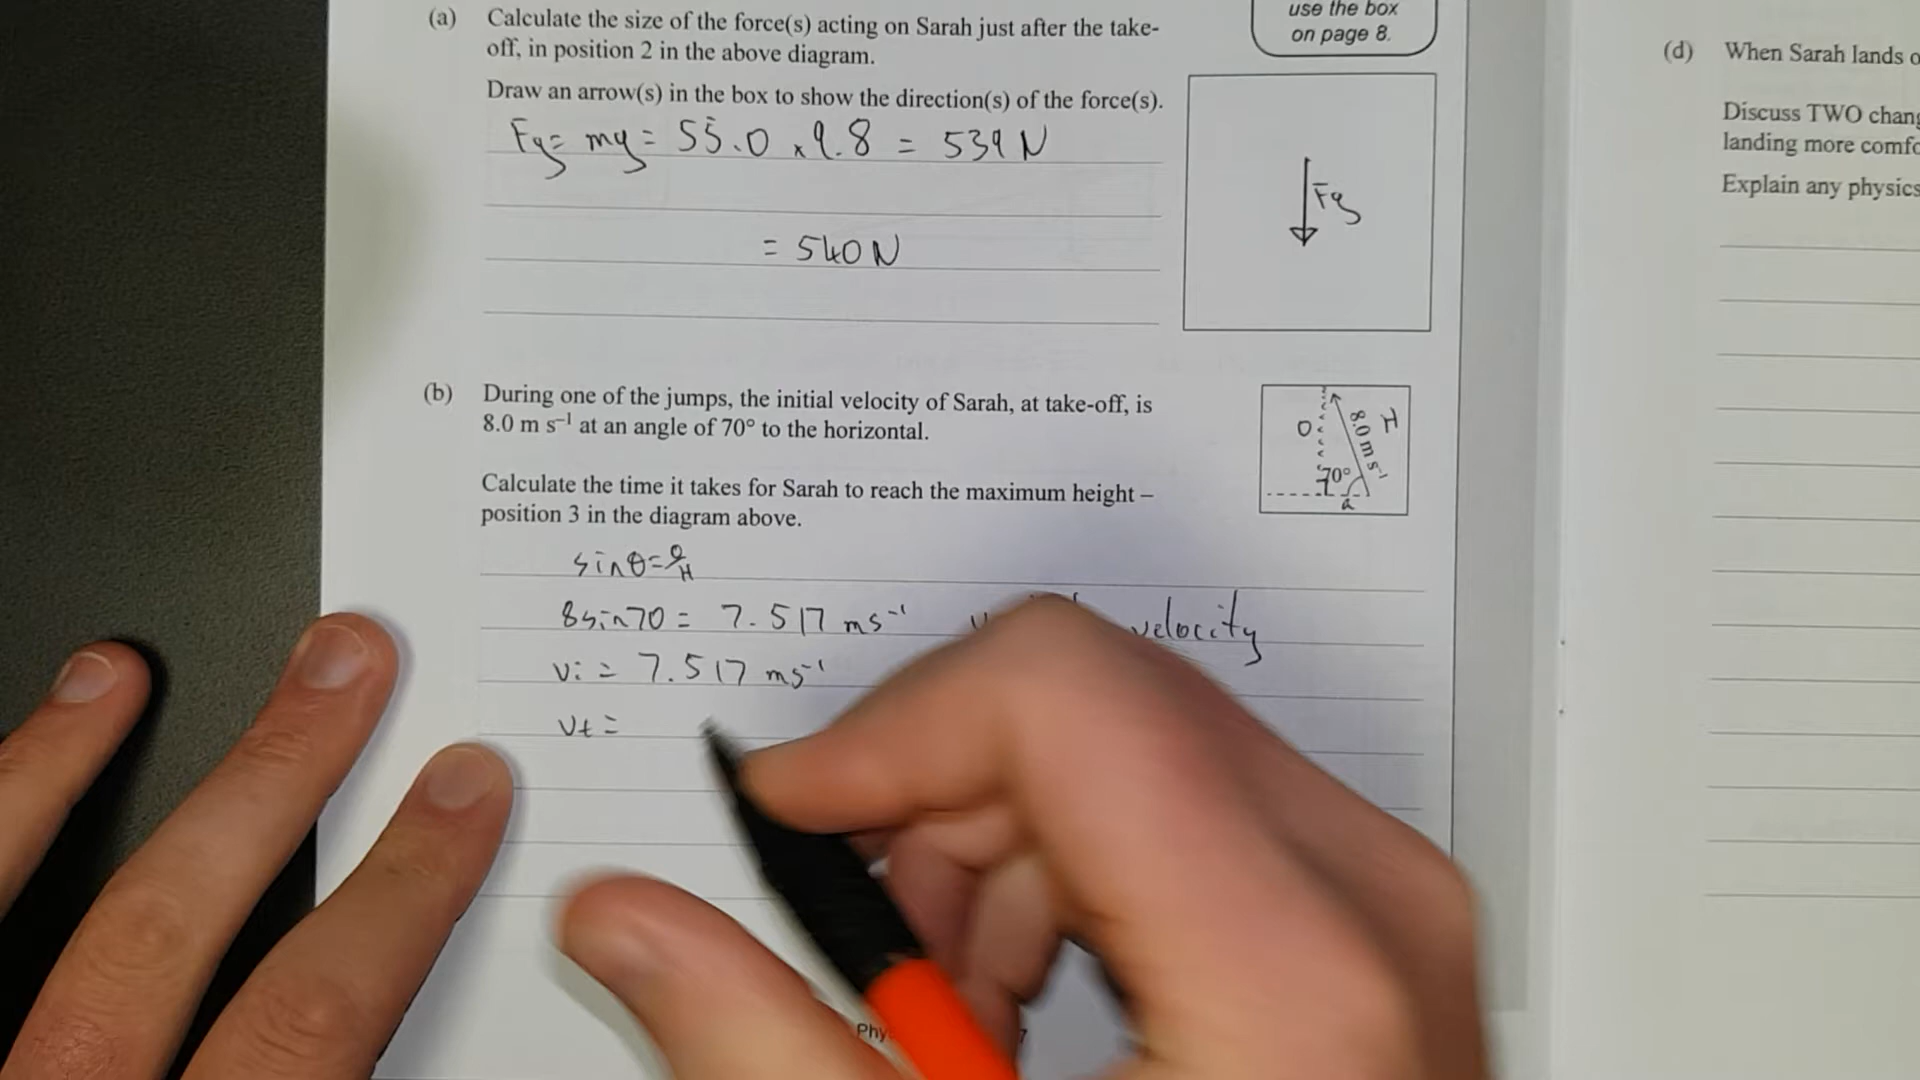 (a) Calculate the size of the force(s) acting on Sarah just after the take-
off, in position 2 in the above diagram.
Draw an arrow(s) in the box to show the direction(s) of the force(s).
Fg= mg= 55.0 x 9.8 = 539 N
= 540 N
use the box
on page 8.
Fg
(b) During one of the jumps, the initial velocity of Sarah, at take-off, is
8.0 m s⁻¹ at an angle of 70° to the horizontal.
Calculate the time it takes for Sarah to reach the maximum height –
position 3 in the diagram above.
O
8.0 m s⁻¹
H
70°
a
sinθ=O/H
8sin70 = 7.517 ms⁻¹
velocity
vi = 7.517 ms⁻¹
vf =
(d) When Sarah lands
Discuss TWO
landing more
Explain any physics